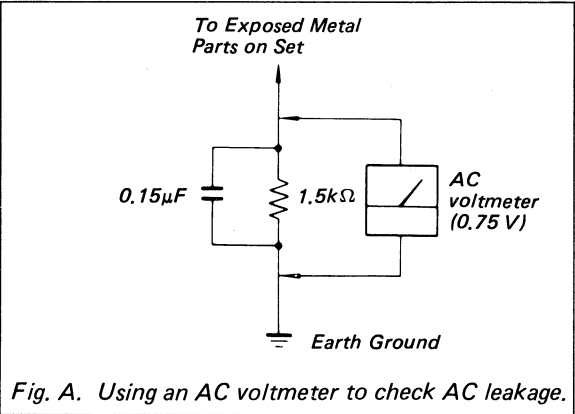 To Exposed Metal
Parts on Set
0.15µF
1.5kΩ
AC
voltmeter
(0.75 V)
Earth Ground
Fig. A. Using an AC voltmeter to check AC leakage.